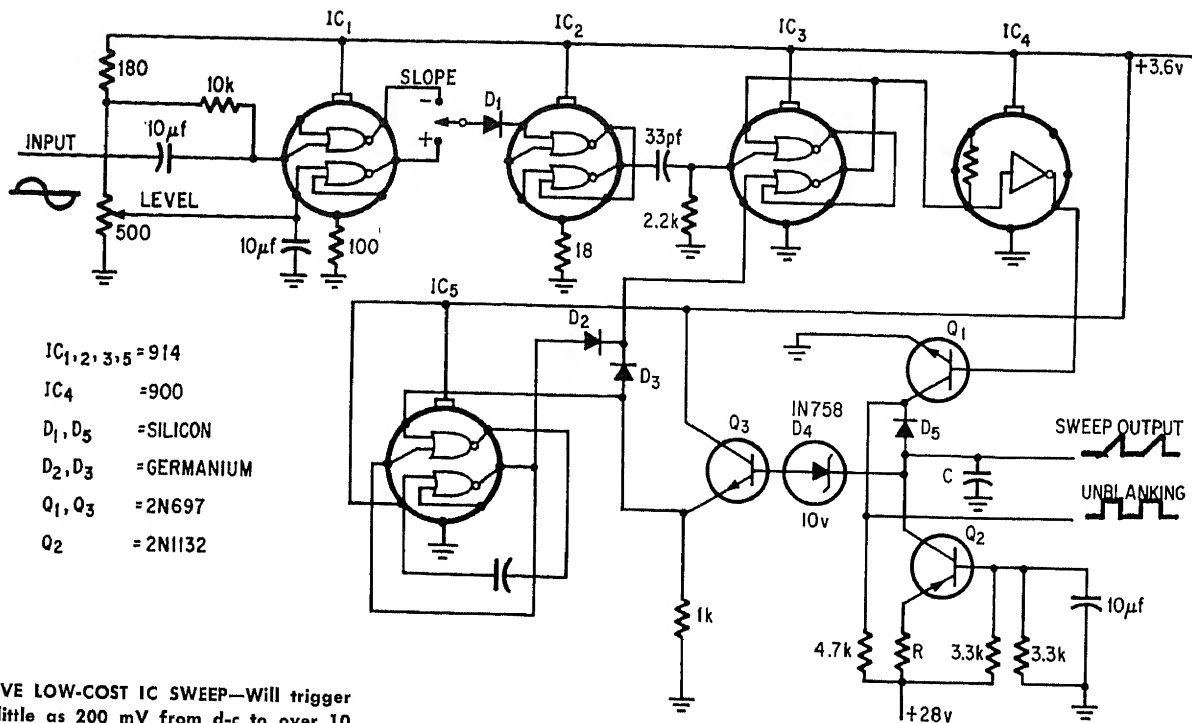 IC1
IC2
IC3
IC4
180
10k
SLOPE
−
+
D1
+3.6v
INPUT
10µf
33pf
LEVEL
500
10µf
100
18
2.2k
IC5
D2
D3
Q1
IC1,2,3,5 =914
IC4 =900
D1,D5 =SILICON
D2,D3 =GERMANIUM
Q1,Q3 =2N697
Q2 =2N1132
Q3
IN758
D4
10v
D5
SWEEP OUTPUT
C
UNBLANKING
Q2
1k
4.7k
R
3.3k
3.3k
10µf
+28v
VE LOW-COST IC SWEEP—Will trigger
little as 200 mV from d-c to over 10